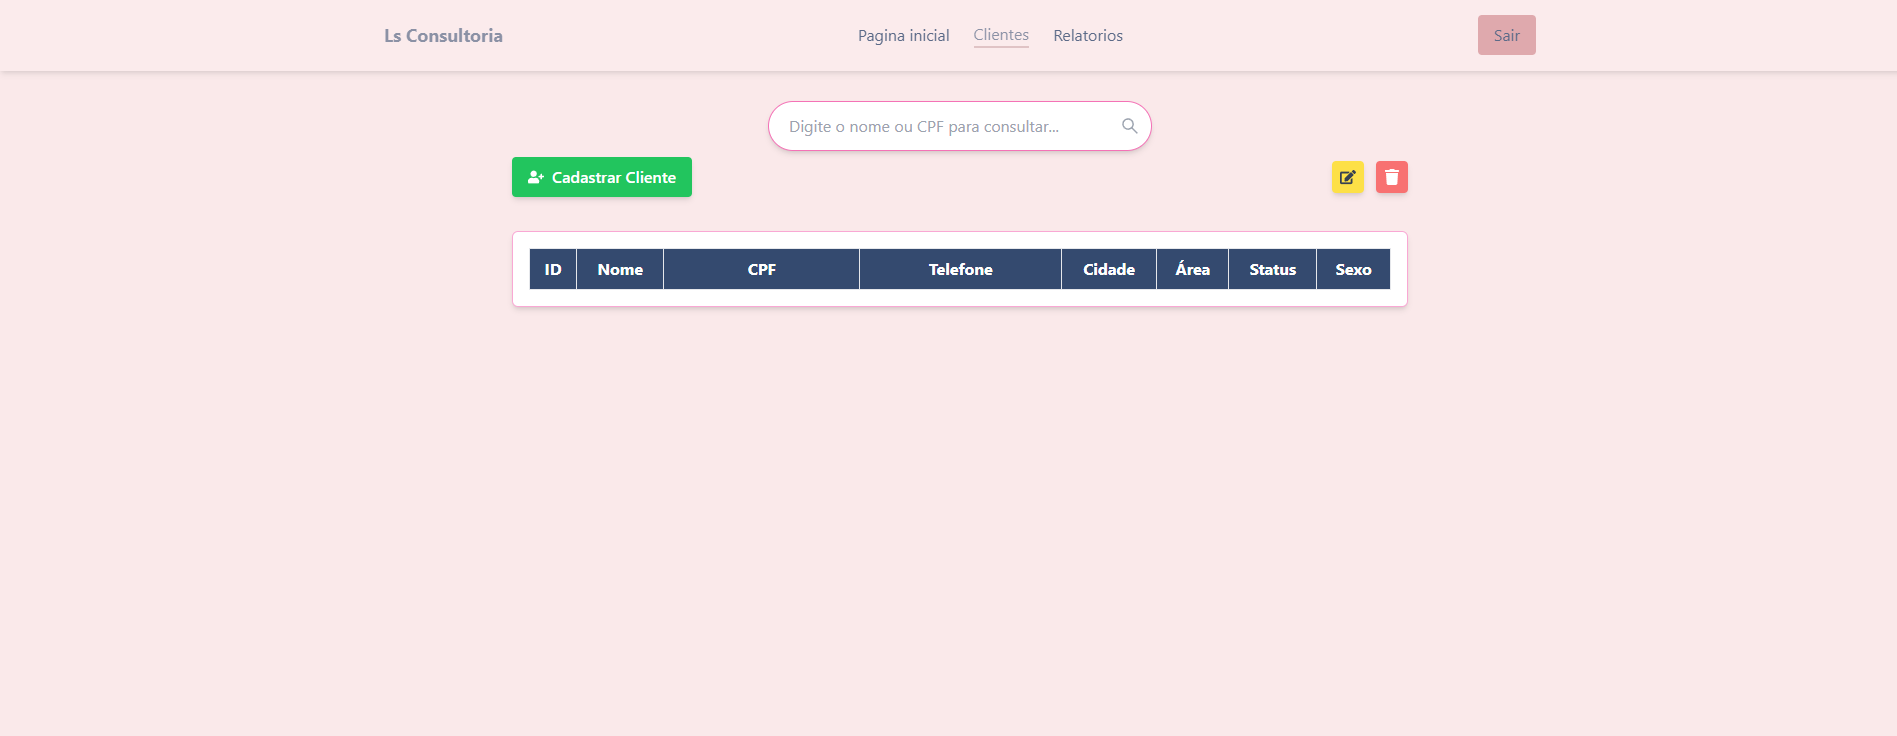 Ls Consultoria
Pagina inicial Clientes Relatorios
Sair
Digite o nome ou CPF para consultar...
Cadastrar Cliente
ID Nome CPF Telefone Cidade Área Status Sexo